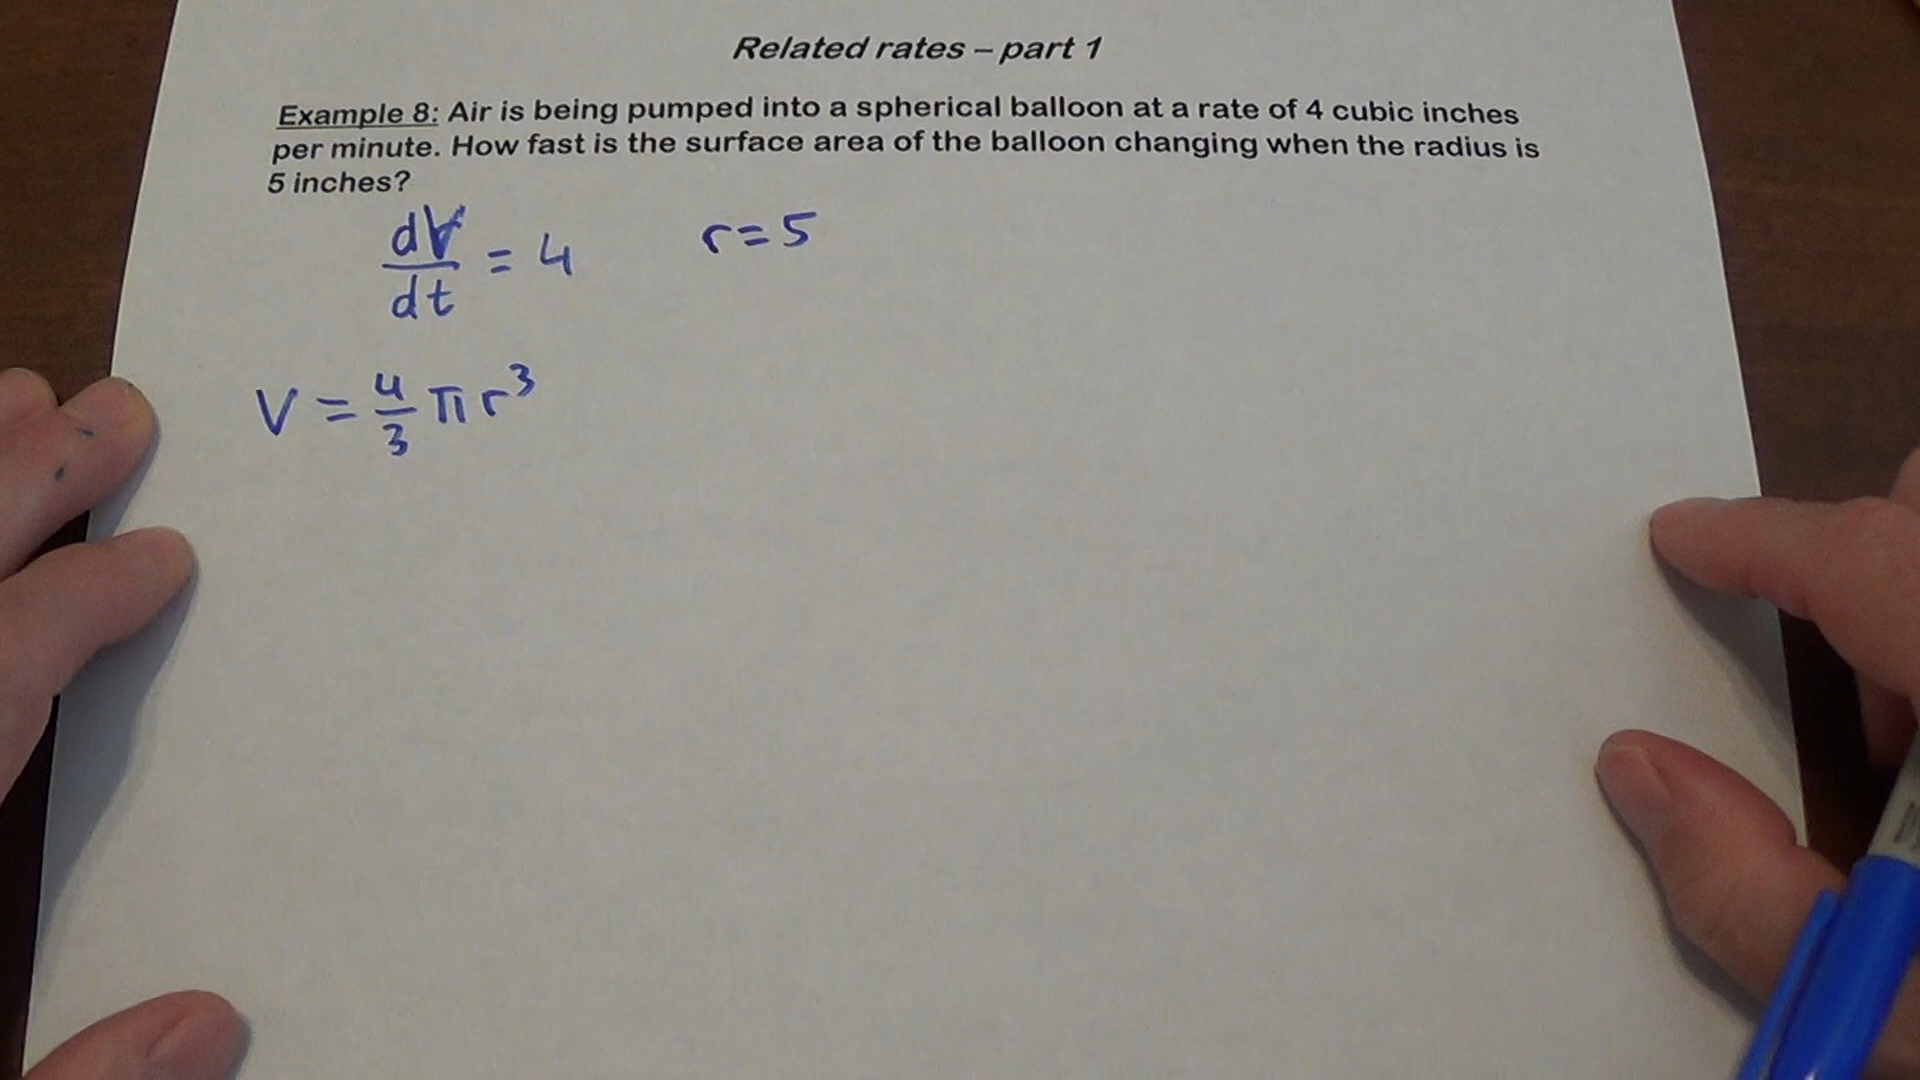 Related rates – part 1
Example 8: Air is being pumped into a spherical balloon at a rate of 4 cubic inches
per minute. How fast is the surface area of the balloon changing when the radius is
5 inches?
dV/dt = 4 r = 5
V = 4/3 π r³